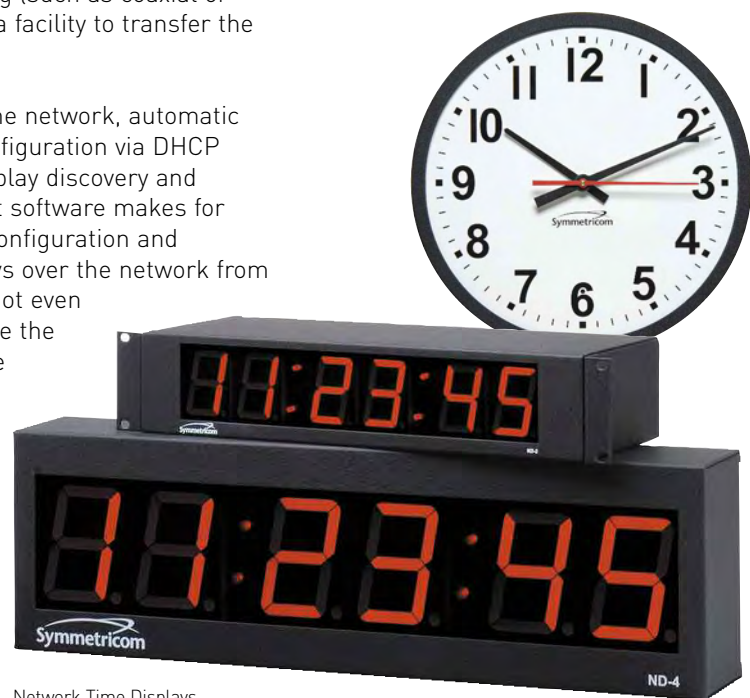 g (such as coaxial or
a facility to transfer the
he network, automatic
figuration via DHCP
play discovery and
t software makes for
onfiguration and
ys over the network from
ot even
e the
e
12
11 1
10 2
9 3
Symmetricom
8 4
7 5
6
11:23:45
Symmetricom
ND-2
11:23:45
Symmetricom
ND-4
Network Time Displays